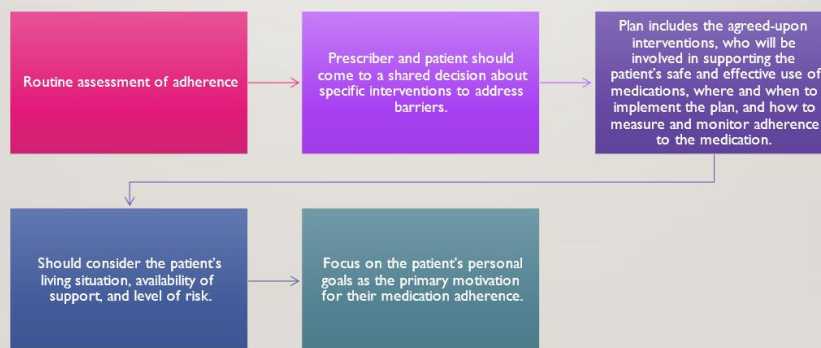 Routine assessment of adherence
Prescriber and patient should
come to a shared decision about
specific interventions to address
barriers.
Plan includes the agreed-upon
interventions, who will be
involved in supporting the
patient's safe and effective use of
medications, where and when to
implement the plan, and how to
measure and monitor adherence
to the medication.
Should consider the patient's
living situation, availability of
support, and level of risk.
Focus on the patient's personal
goals as the primary motivation
for their medication adherence.